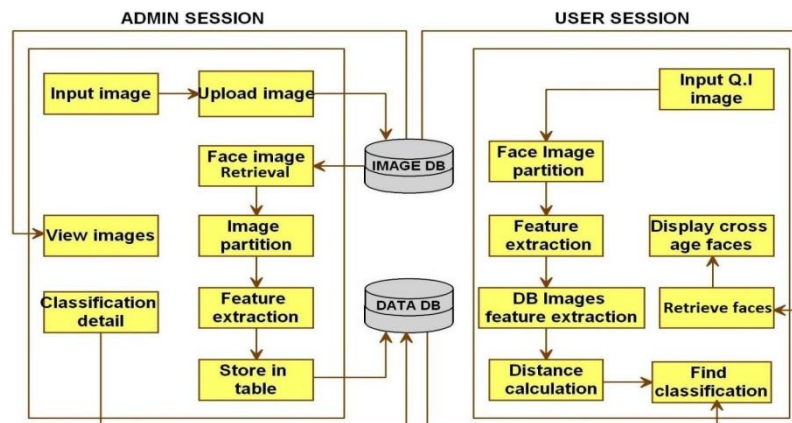 ADMIN SESSION
USER SESSION
Input image
Upload image
Face image
Retrieval
View images
Image
partition
Classification
detail
Feature
extraction
Store in
table
IMAGE DB
DATA DB
Input Q.I
image
Face Image
partition
Feature
extraction
Display cross
age faces
DB Images
feature extraction
Retrieve faces
Distance
calculation
Find
classification